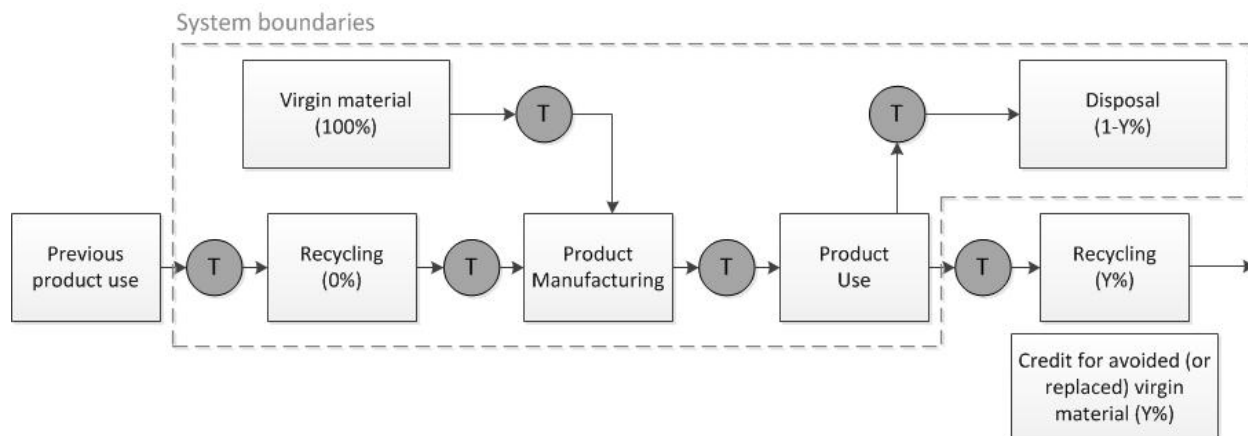 System boundaries
Virgin material
(100%)
T
T
Disposal
(1-Y%)
Previous
product use
T
Recycling
(0%)
T
Product
Manufacturing
T
Product
Use
T
Recycling
(Y%)
Credit for avoided (or
replaced) virgin
material (Y%)